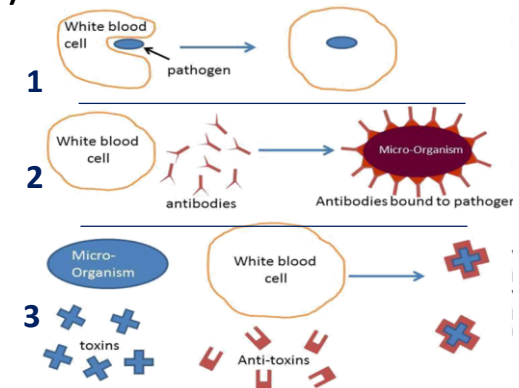 White blood
cell
pathogen
1
White blood
cell
antibodies
Micro-Organism
Antibodies bound to pathogen
2
Micro-
Organism
White blood
cell
3
toxins
Anti-toxins